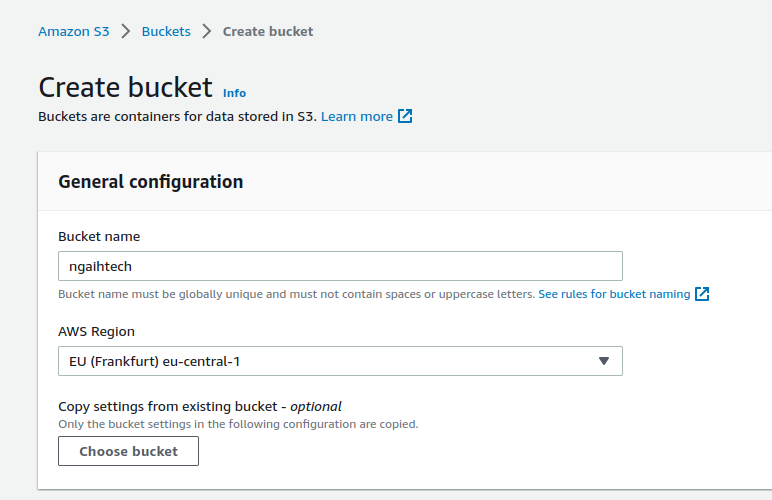 Amazon S3 > Buckets > Create bucket
Create bucket Info
Buckets are containers for data stored in S3. Learn more
General configuration
Bucket name
ngaihtech
Bucket name must be globally unique and must not contain spaces or uppercase letters. See rules for bucket naming
AWS Region
EU (Frankfurt) eu-central-1
Copy settings from existing bucket - optional
Only the bucket settings in the following configuration are copied.
Choose bucket